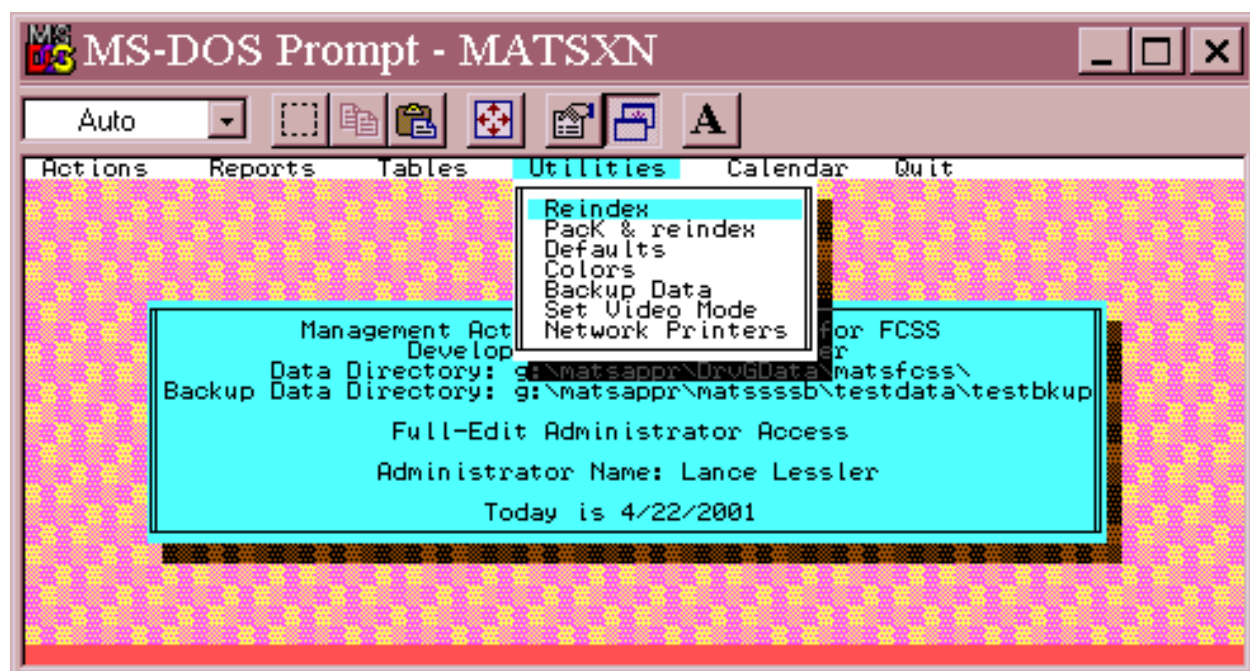 MS-DOS Prompt - MATSXN
Auto
A
Actions Reports Tables Utilities Calendar Quit
Reindex
PacK & reindex
Defaults
Colors
Backup Data
Set Video Mode
Network Printers
Management Act for FCSS
Develop er
Data Directory: g:\matsappr\DrvGData\matsfcss\
Backup Data Directory: g:\matsappr\matssssb\testdata\testbkup
Full-Edit Administrator Access
Administrator Name: Lance Lessler
Today is 4/22/2001